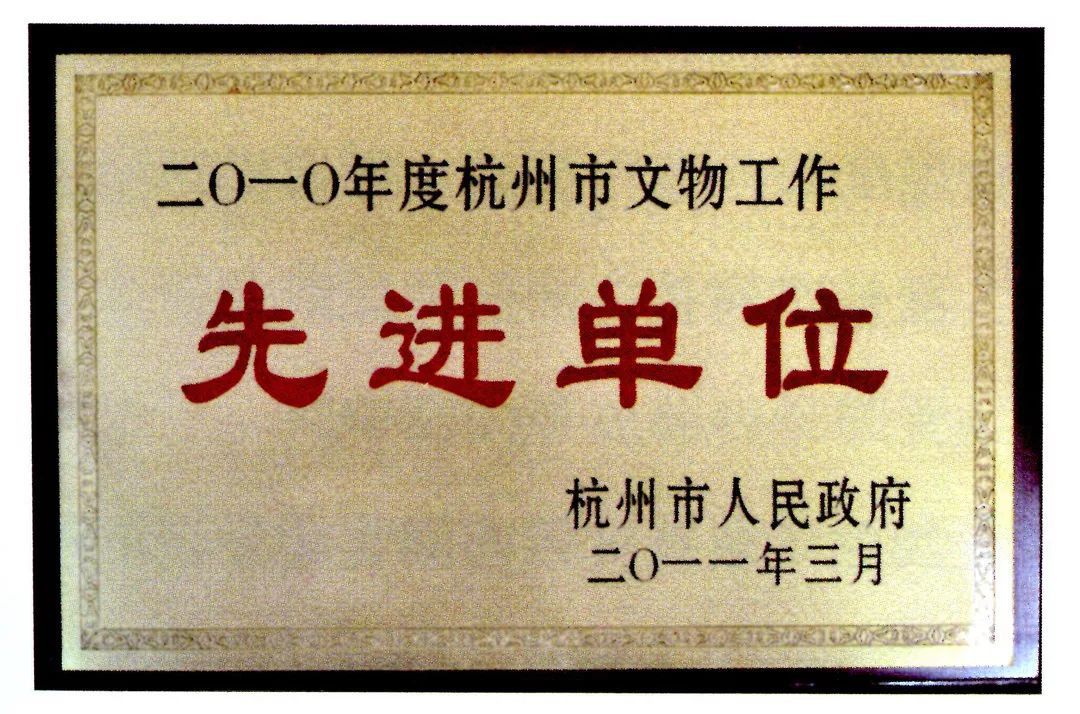 二〇一〇年度杭州市文物工作
先进单位
杭州市人民政府
二〇一一年三月